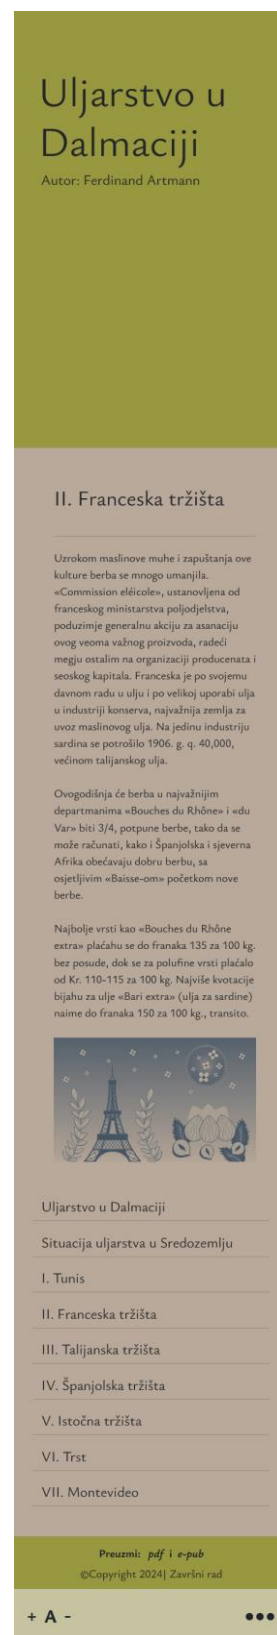 Uljarstvo u
Dalmaciji
Autor: Ferdinand Artmann
II. Franceska tržišta
Uzrokom maslinove muhe i zapuštanja ove
kulture berba se mnogo umanjila.
«Commission eléicole», ustanovljena od
franceskog ministarstva poljodjelstva,
poduzimje generalnu akciju za asanaciju
ovog veoma važnog proizvoda, radeći
megju ostalim na organizaciji producenata i
seoskog kapitala. Franceska je po svojemu
davnom radu u ulju i po velikoj uporabi ulja
u industriji konserva, najvažnija zemlja za
uvoz maslinovog ulja. Na jedinu industriju
sardina se potrošilo 1906. g. q. 40,000,
većinom talijanskog ulja.
Ovogodišnja će berba u najvažnijim
departmanima «Bouches du Rhône» i «du
Var» biti 3/4, potpune berbe, tako da se
može računati, kako i Španjolska i sjeverna
Afrika obećavaju dobru berbu, sa
osjetljivim «Baisse-om» početkom nove
berbe.
Najbolje vrsti kao «Bouches du Rhône
extra» plaćahu se do franaka 135 za 100 kg.
bez posude, dok se za polufine vrsti plaćalo
od Kr. 110-115 za 100 kg. Najviše kvotacije
bijahu za ulje «Bari extra» (ulja za sardine)
naime do franaka 150 za 100 kg., transito.
Uljarstvo u Dalmaciji
Situacija uljarstva u Sredozemlju
I. Tunis
II. Franceska tržišta
III. Talijanska tržišta
IV. Španjolska tržišta
V. Istočna tržišta
VI. Trst
VII. Montevideo
Preuzmi: pdf i e-pub
©Copyright 2024| Završni rad
+ A -